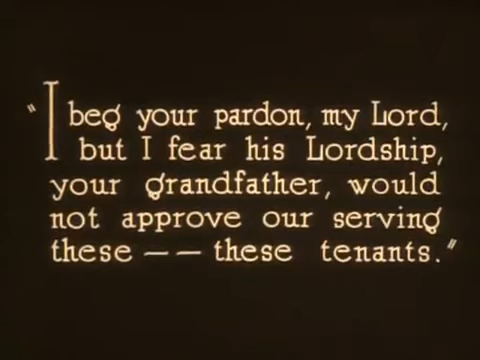 "I beg your pardon, my Lord,
but I fear his Lordship,
your grandfather, would
not approve our serving
these —— these tenants."